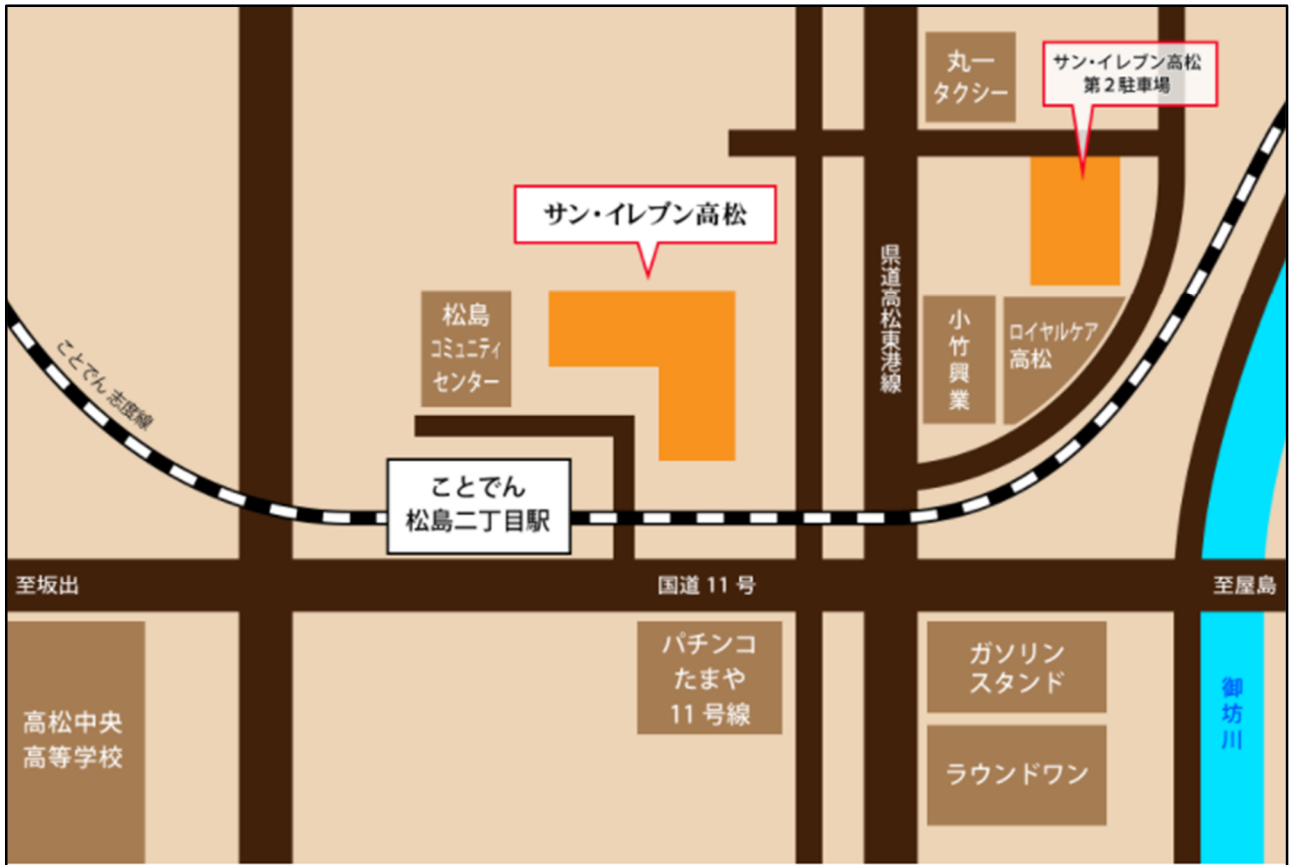 丸一
タクシー
サン・イレブン高松
第2駐車場
サン・イレブン高松
県道高松東港線
松島
コミュニティ
センター
小竹興業
ロイヤルケア
高松
ことでん 志度線
ことでん
松島二丁目駅
至坂出
国道 11 号
至屋島
パチンコ
たまや
11 号線
ガソリン
スタンド
御坊川
高松中央
高等学校
ラウンドワン